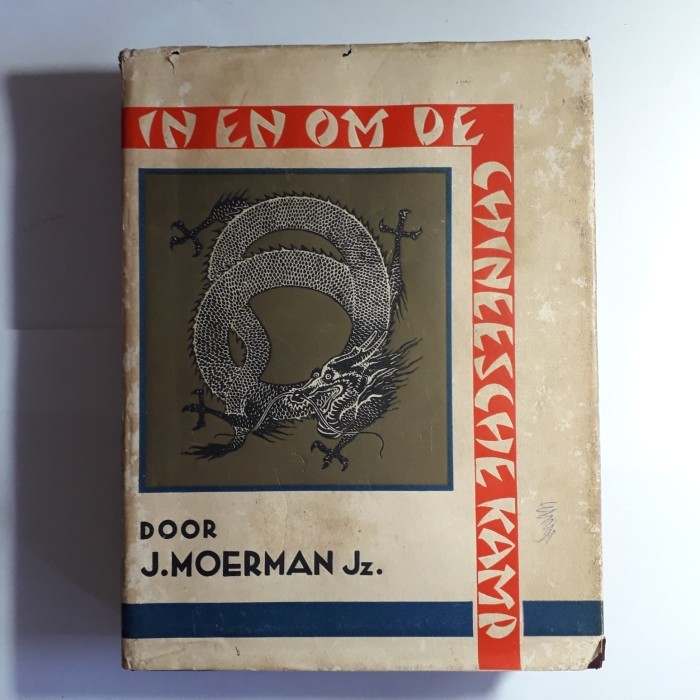 IN EN OM DE
CHINEESCHE KAMP
DOOR
J. MOERMAN Jz.